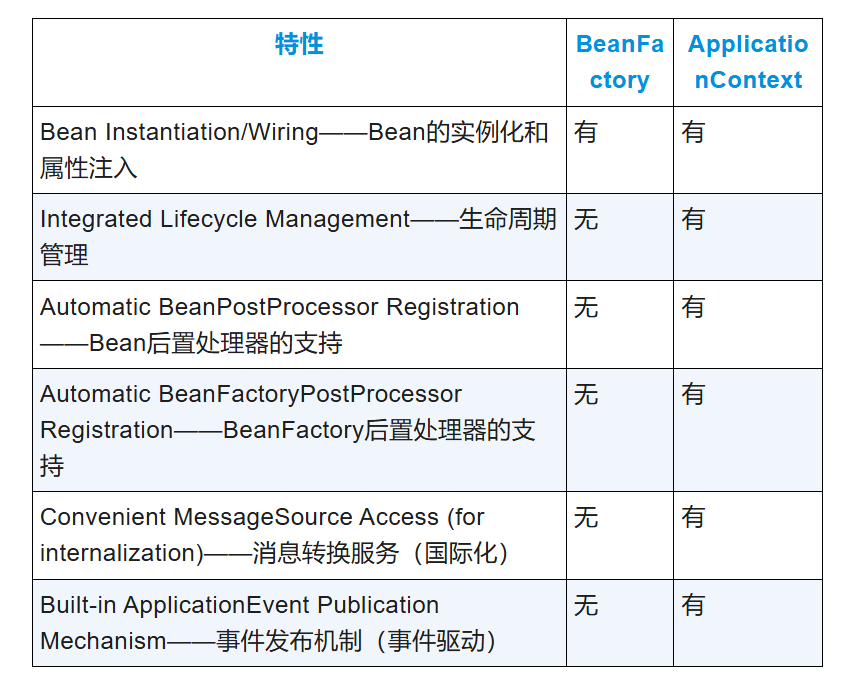 特性
BeanFa
ctory
Applicatio
nContext
Bean Instantiation/Wiring——Bean的实例化和
属性注入
有
有
Integrated Lifecycle Management——生命周期
管理
无
有
Automatic BeanPostProcessor Registration
——Bean后置处理器的支持
无
有
Automatic BeanFactoryPostProcessor
Registration——BeanFactory后置处理器的支
持
无
有
Convenient MessageSource Access (for
internalization)——消息转换服务（国际化）
无
有
Built-in ApplicationEvent Publication
Mechanism——事件发布机制（事件驱动）
无
有